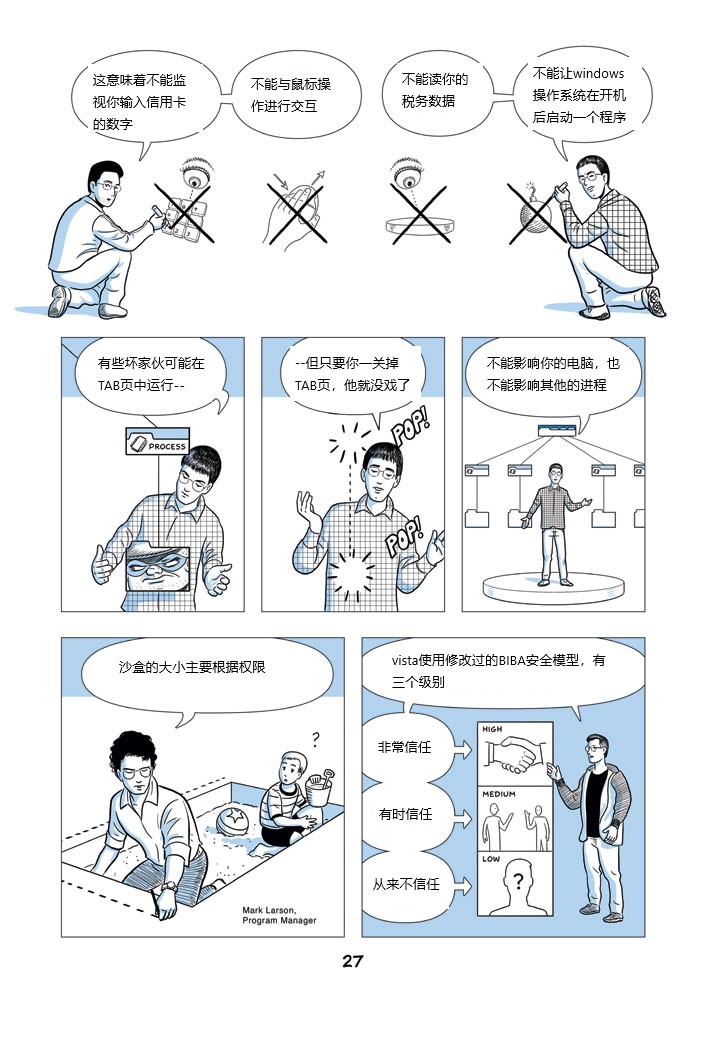 这意味着不能监
视你输入信用卡
的数字
不能与鼠标操
作进行交互
不能读你的
税务数据
不能让windows
操作系统在开机
后启动一个程序
有些坏家伙可能在
TAB页中运行--
PROCESS
--但只要你一关掉
TAB页，他就没戏了
POP!
POP!
不能影响你的电脑，也
不能影响其他的进程
沙盒的大小主要根据权限
?
Mark Larson,
Program Manager
vista使用修改过的BIBA安全模型，有
三个级别
非常信任
HIGH
有时信任
MEDIUM
从来不信任
LOW
?
27